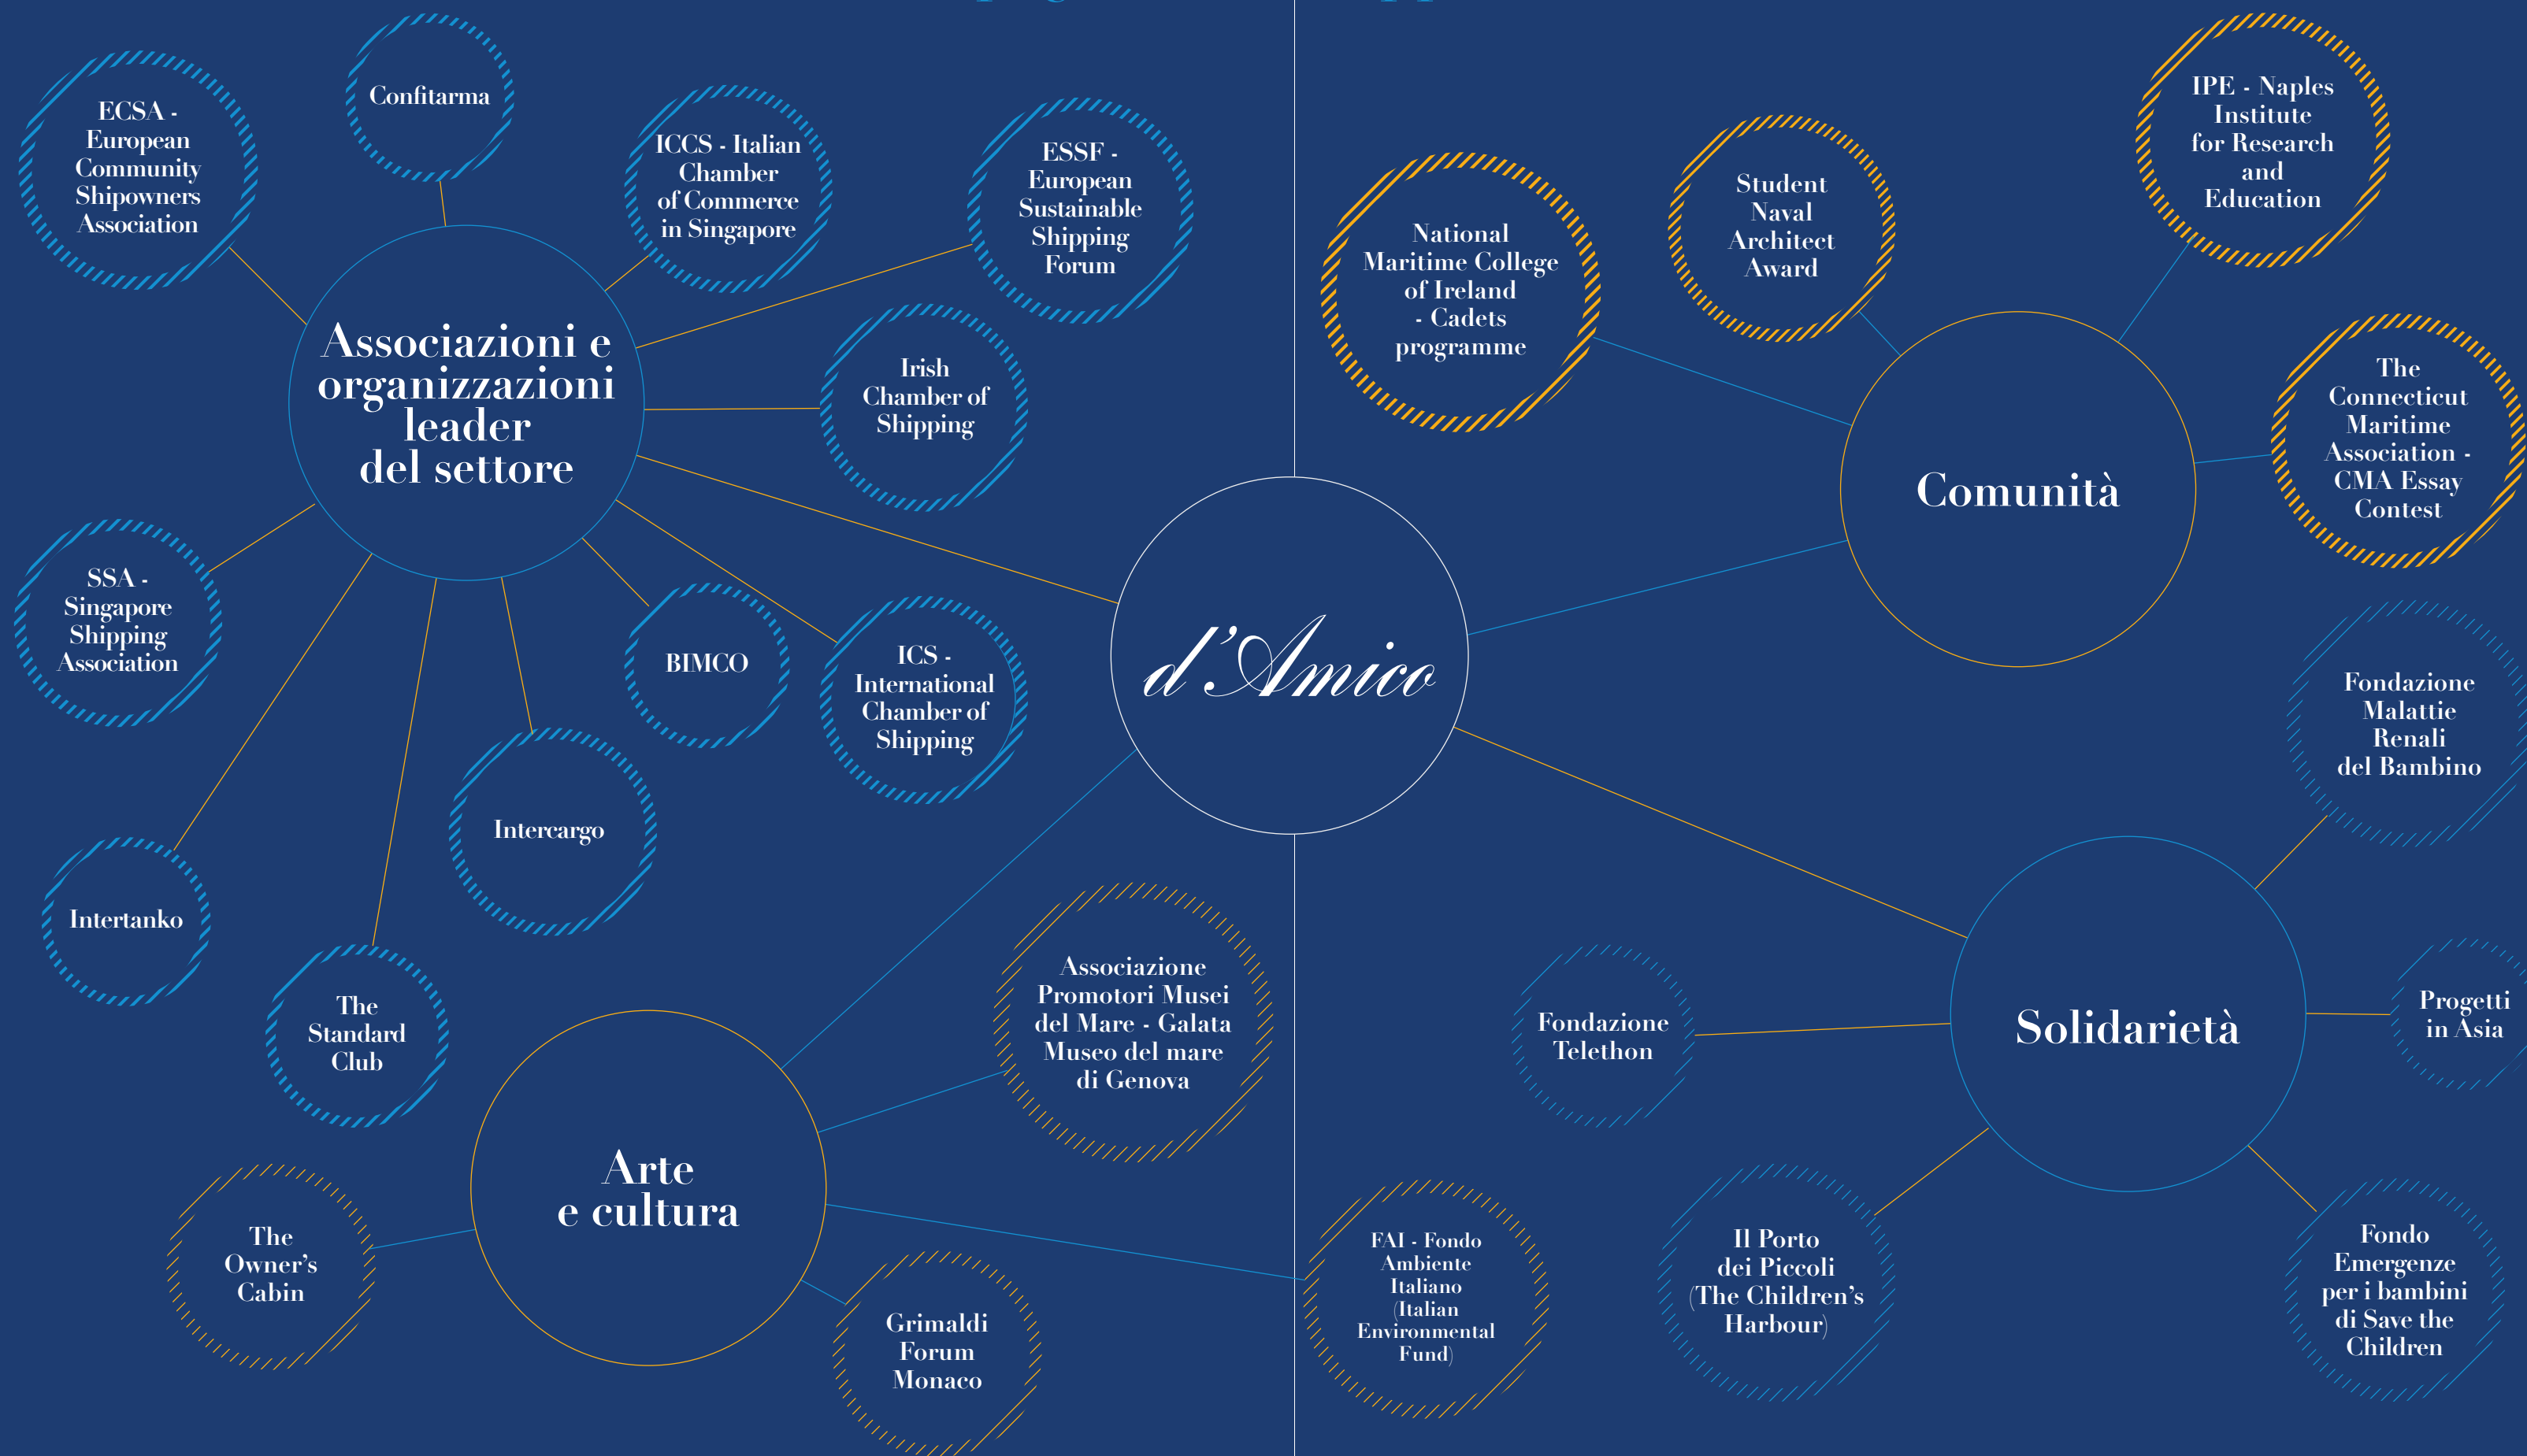 ECSA -
European
Community
Shipowners
Association
Confitarma
ICCS - Italian
Chamber
of Commerce
in Singapore
ESSF -
European
Sustainable
Shipping
Forum
Irish
Chamber of
Shipping
Associazioni e
organizzazioni
leader
del settore
SSA -
Singapore
Shipping
Association
BIMCO
ICS -
International
Chamber of
Shipping
Intercargo
Intertanko
The
Standard
Club
d'Amico
National
Maritime College
of Ireland
- Cadets
programme
Student
Naval
Architect
Award
IPE - Naples
Institute
for Research
and
Education
The
Connecticut
Maritime
Association -
CMA Essay
Contest
Comunità
Fondazione
Malattie
Renali
del Bambino
Solidarietà
Progetti
in Asia
Fondazione
Telethon
Il Porto
dei Piccoli
(The Children’s
Harbour)
Fondo
Emergenze
per i bambini
di Save the
Children
Associazione
Promotori Musei
del Mare - Galata
Museo del mare
di Genova
Arte
e cultura
The
Owner’s
Cabin
Grimaldi
Forum
Monaco
FAI - Fondo
Ambiente
Italiano
(Italian
Environmental
Fund)